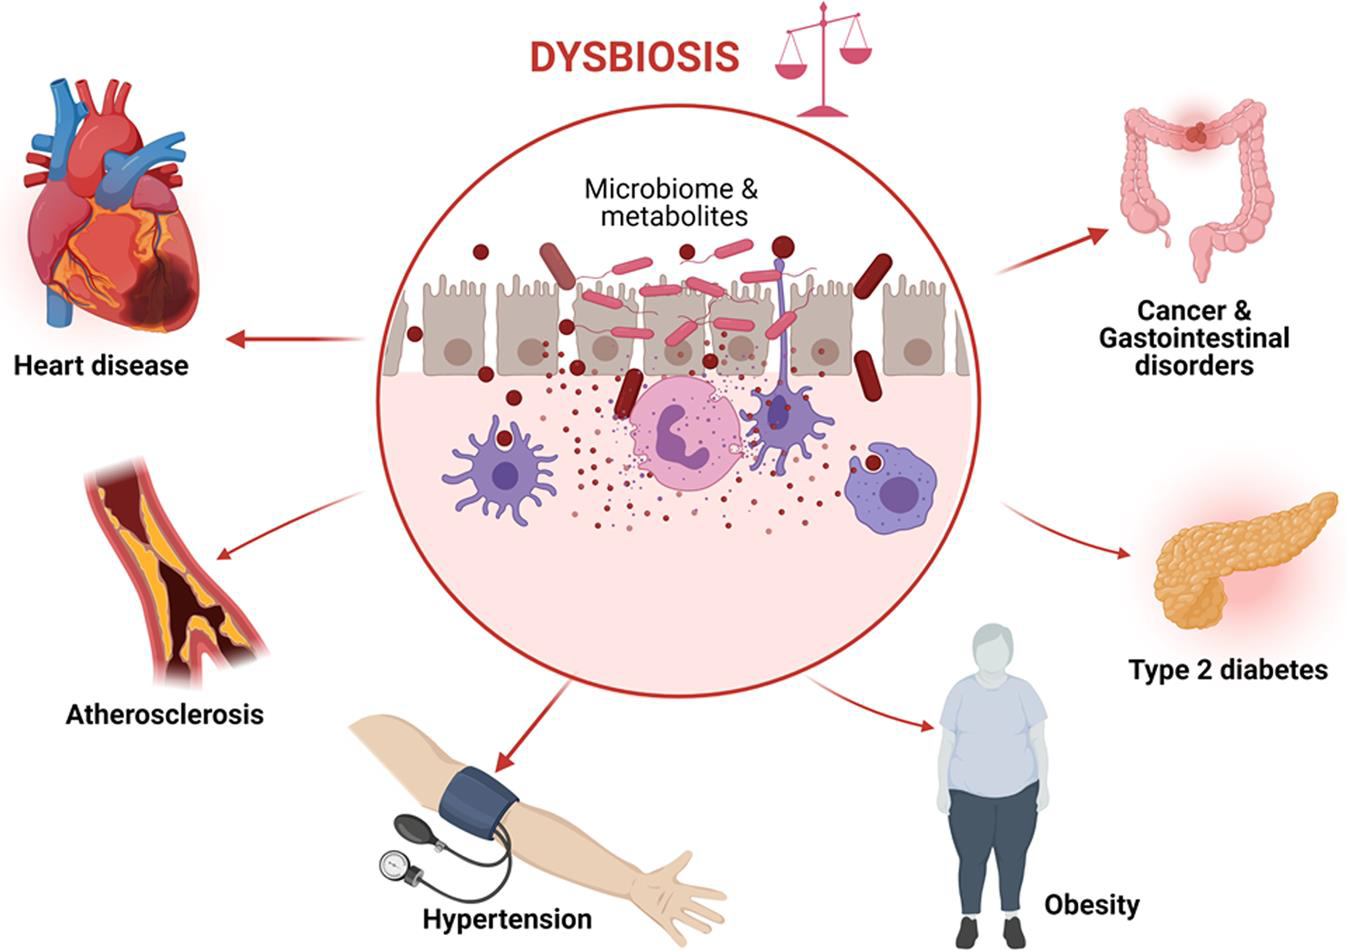 DYSBIOSIS
Microbiome &
metabolites
Heart disease
Cancer &
Gastointestinal
disorders
Atherosclerosis
Type 2 diabetes
Hypertension
Obesity